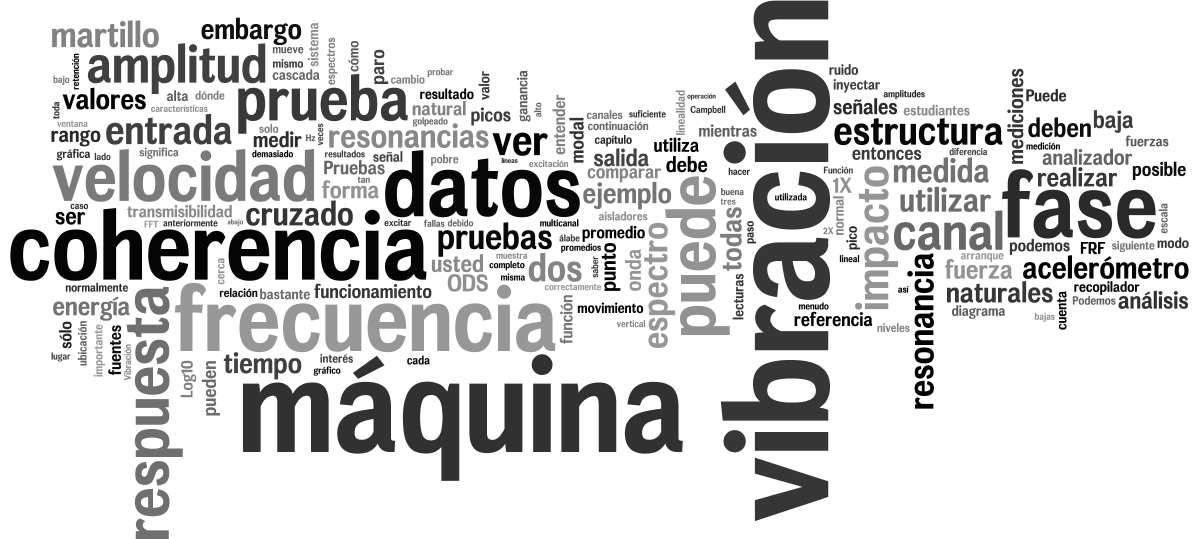 martillo
embargo
mueve
sistema
espectros
cómo
paro
amplitud
mismo
cascada
cambio
probar
bajo
retención
toda
valores
alta
dónde
características
prueba
resultado
valor
ganancia
alto
natural
golpeado
picos
ventana
rango
entrada
solo
medir
Hz
veces
resonancias
ver
entender
modal
canales
suficiente
continuación
capítulo
linealidad
operación
Campbell
mientras
gráfica
lado
significa
demasiado
resultados
señal
pobre
líneas
excitación
salida
utiliza
comparar
debe
hacer
velocidad
Pruebas
tan
forma
datos
ejemplo
puede
buena
tres
todas
paso
lecturas
vibración
utilizada
caso
ser
transmisibilidad
FFT
anteriormente
abajo
cruzado
excitar
fallas
debido
multicanal
aisladores
coherencia
pruebas
álabe
promedio
promedios
cerca
usted
muestra
completo
misma
ODS
dos
correctamente
saber
punto
onda
espectro
normalmente
energía
relación
bastante
funcionamiento
frecuencia
función
movimiento
vertical
sólo
lugar
ubicación
importante
fuentes
Vibración
respuesta
Log10
pueden
tiempo
interés
gráfico
cada
máquina
ruido
inyectar
amplitudes
señales
estudiantes
mediciones
Puede
estructura
deben
baja
medición
fuerzas
entonces
diferencia
analizador
Función
1X
normal
2X
pico
lineal
impacto
medida
realizar
posible
utilizar
fase
escala
canal
podemos
FRF
siguiente
modo
arranque
fuerza
acelerómetro
así
resonancia
naturales
recopilador
Podemos
análisis
diagrama
bajas
cuenta
menudo
referencia
niveles